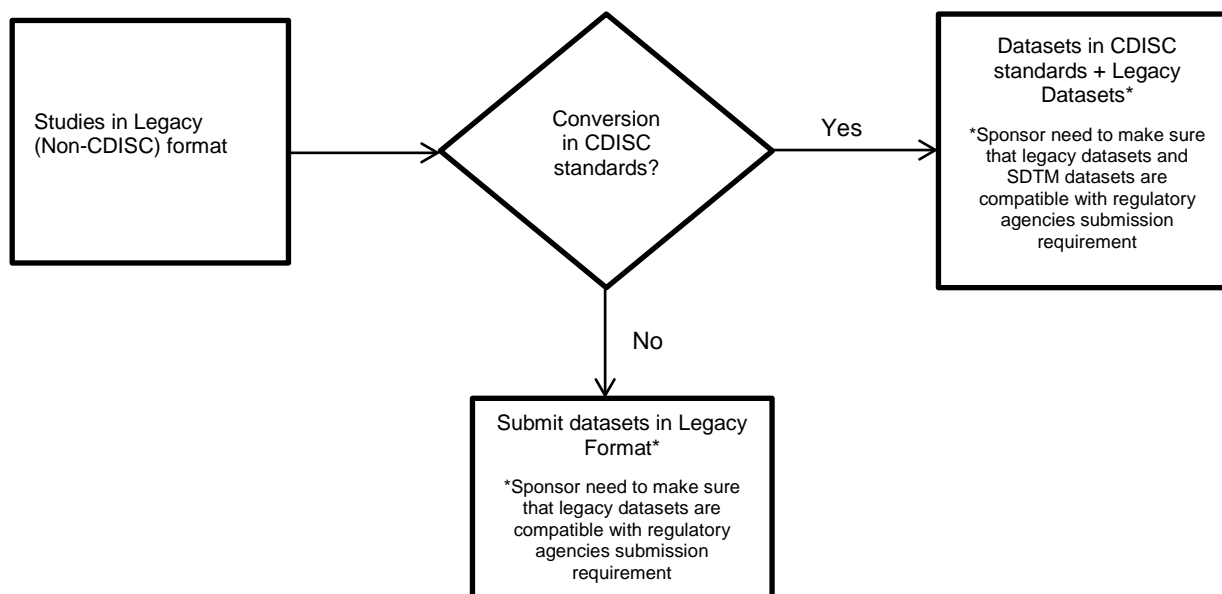 Studies in Legacy
(Non-CDISC) format
Conversion
in CDISC
standards?
Yes
Datasets in CDISC
standards + Legacy
Datasets*
*Sponsor need to make sure
that legacy datasets and
SDTM datasets are
compatible with regulatory
agencies submission
requirement
No
Submit datasets in Legacy
Format*
*Sponsor need to make sure
that legacy datasets are
compatible with regulatory
agencies submission
requirement